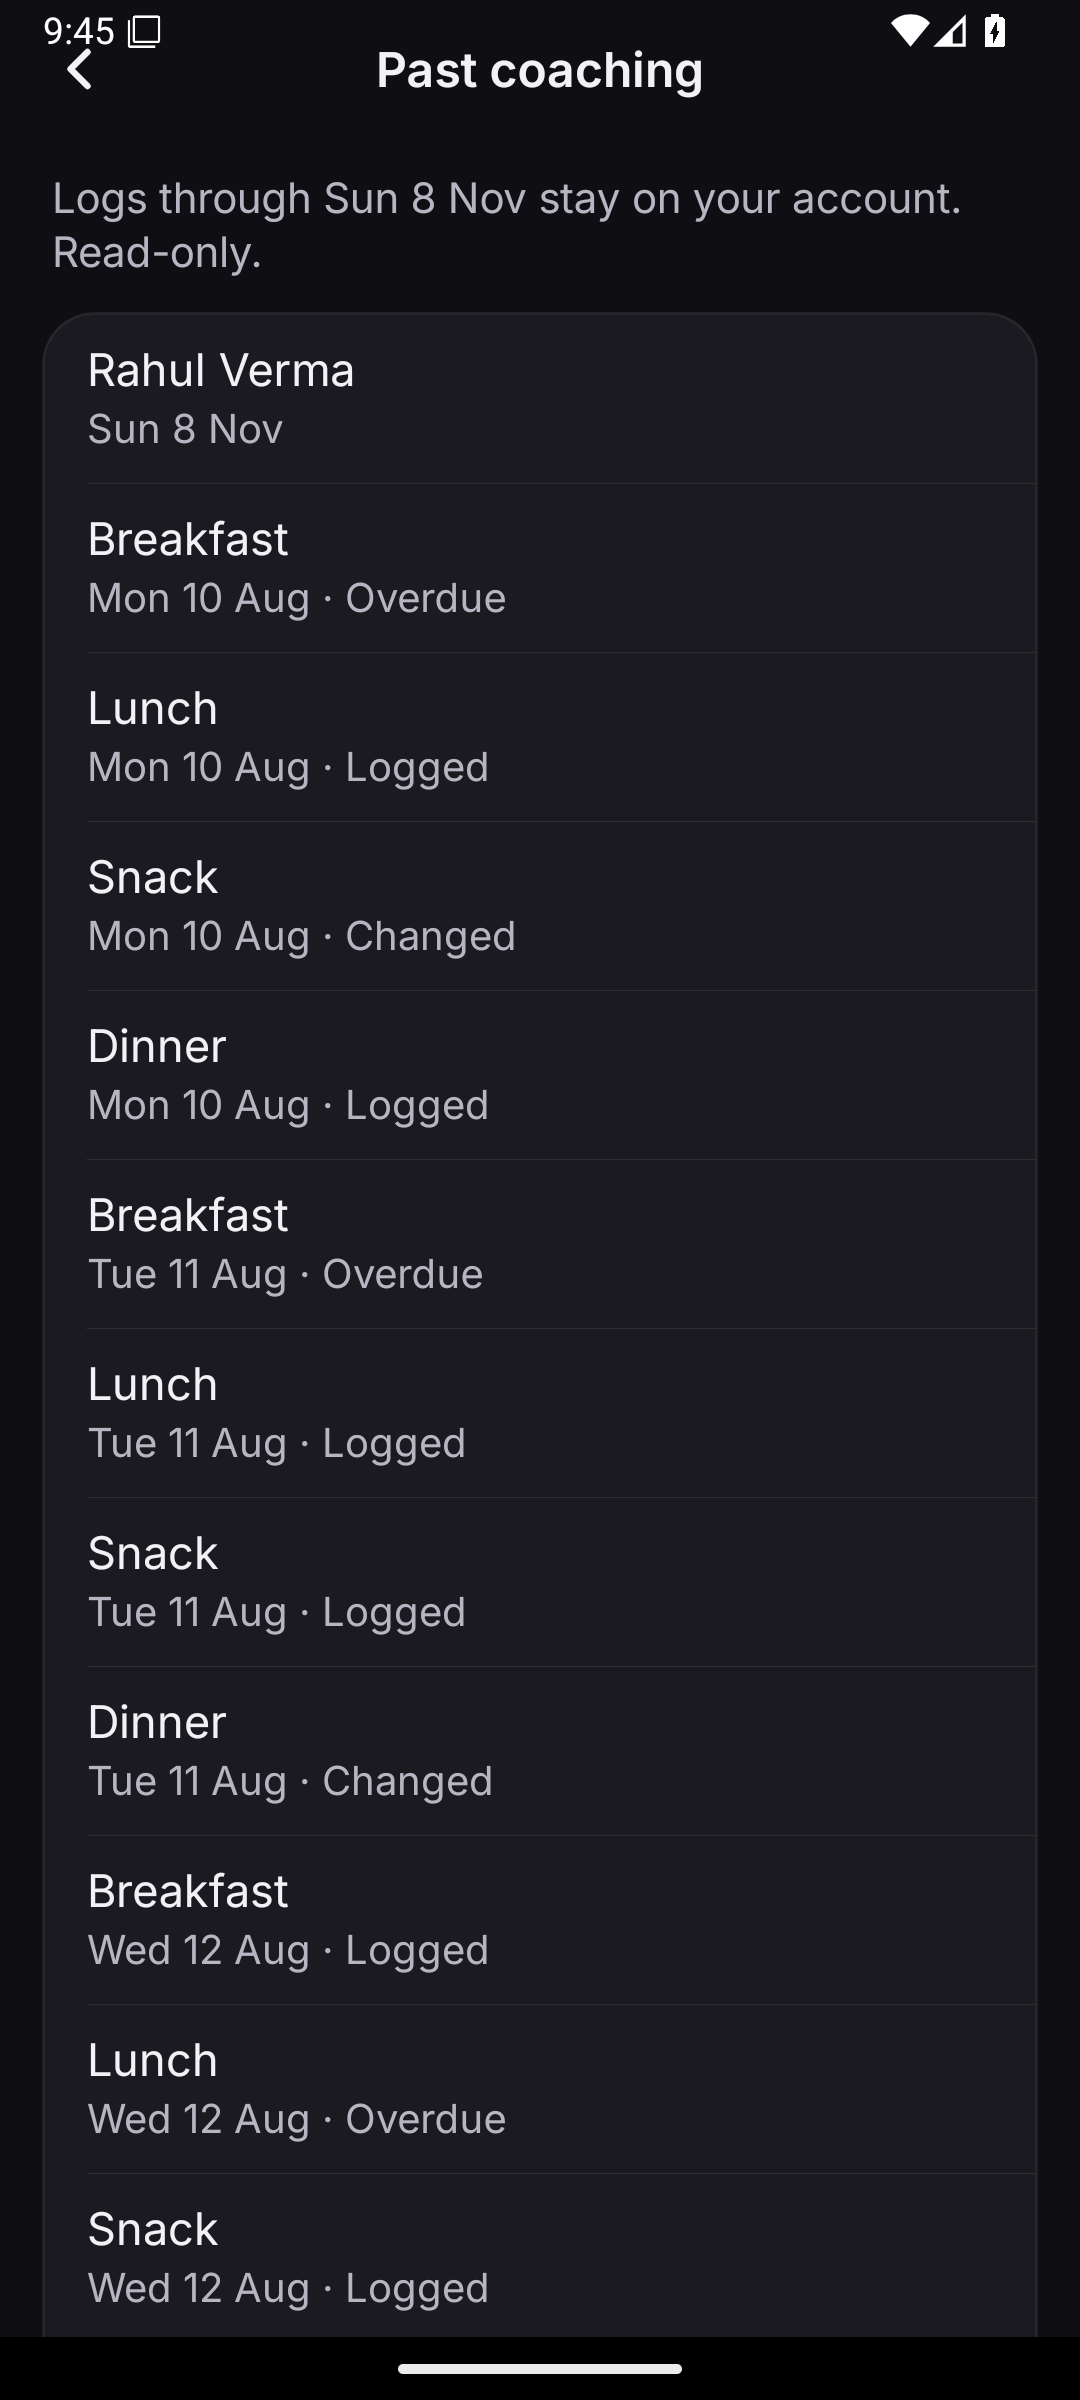 9:45
Past coaching
Logs through Sun 8 Nov stay on your account.
Read-only.
Rahul Verma
Sun 8 Nov
Breakfast
Mon 10 Aug · Overdue
Lunch
Mon 10 Aug · Logged
Snack
Mon 10 Aug · Changed
Dinner
Mon 10 Aug · Logged
Breakfast
Tue 11 Aug · Overdue
Lunch
Tue 11 Aug · Logged
Snack
Tue 11 Aug · Logged
Dinner
Tue 11 Aug · Changed
Breakfast
Wed 12 Aug · Logged
Lunch
Wed 12 Aug · Overdue
Snack
Wed 12 Aug · Logged